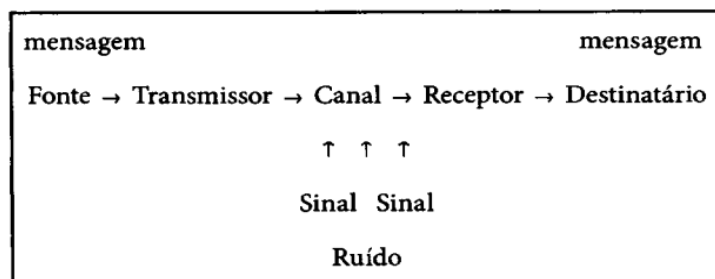 mensagem mensagem
Fonte → Transmissor → Canal → Receptor → Destinatário
↑ ↑ ↑
Sinal Sinal
Ruído